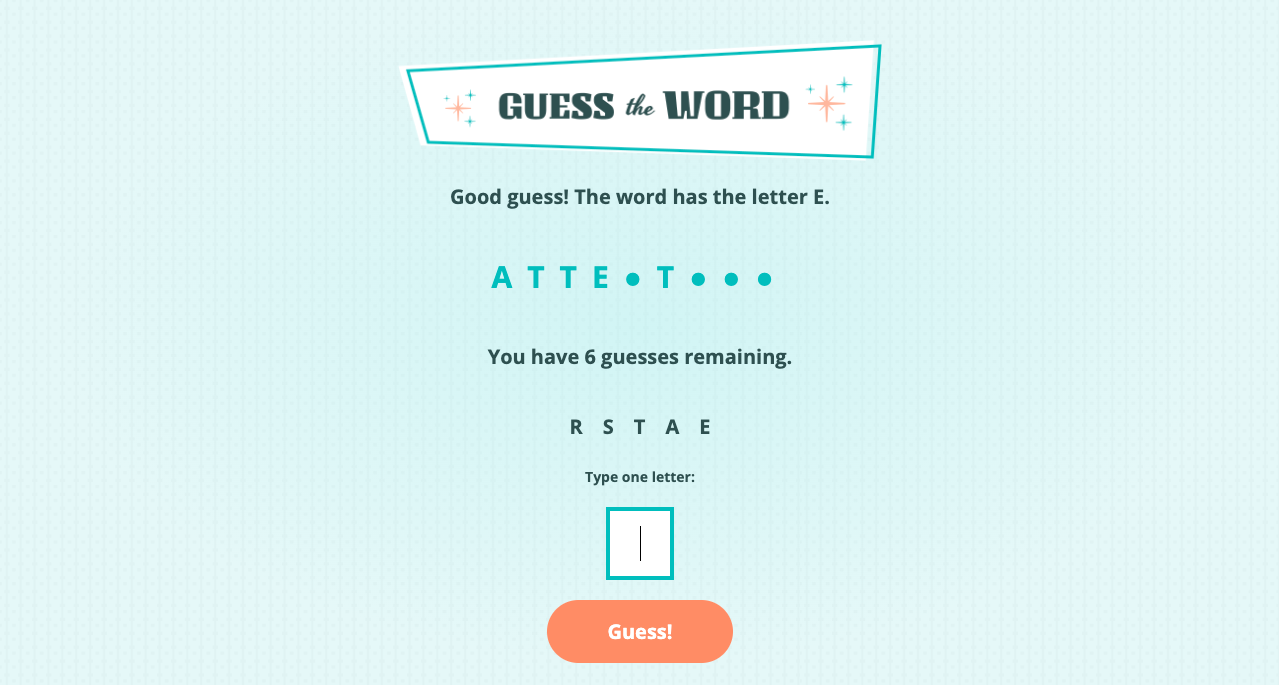 GUESS the WORD
Good guess! The word has the letter E.
A T T E ● T ● ● ●
You have 6 guesses remaining.
R S T A E
Type one letter:
Guess!